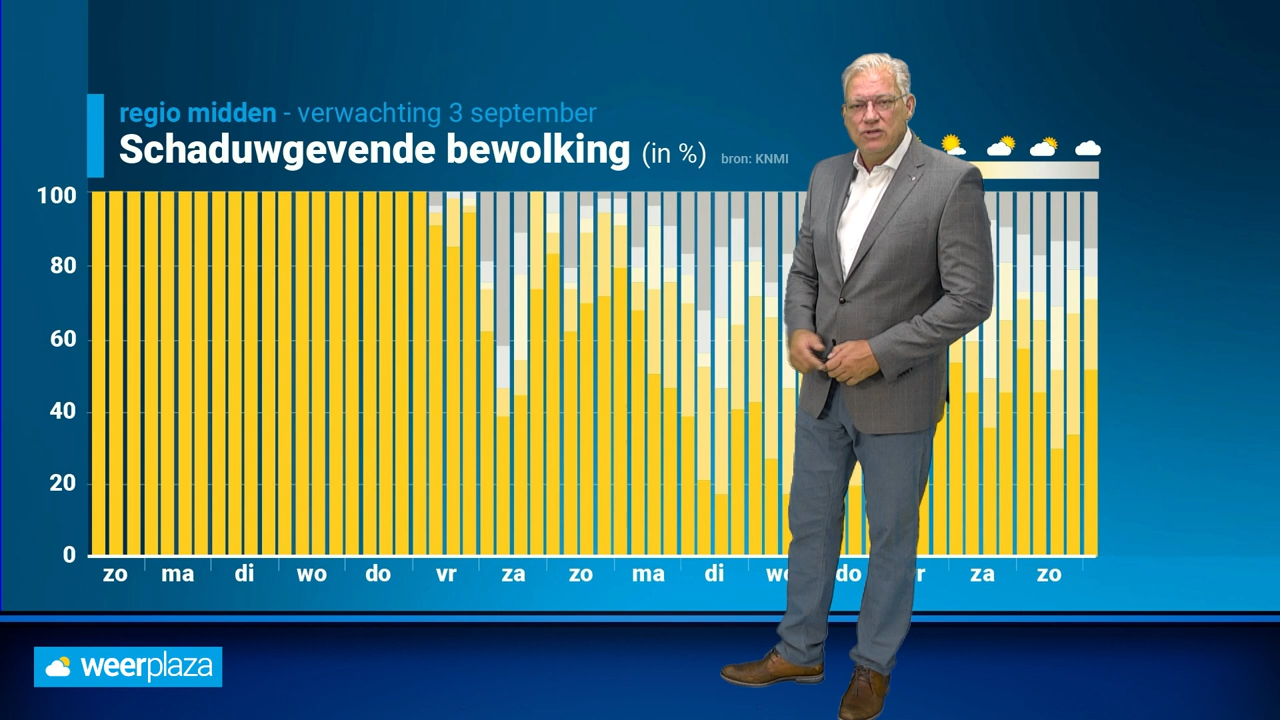 regio midden - verwachting 3 september
Schaduwgevende bewolking (in %) bron: KNMI
100
80
60
40
20
0
zo ma di wo do vr za zo ma di do za zo
weerplaza